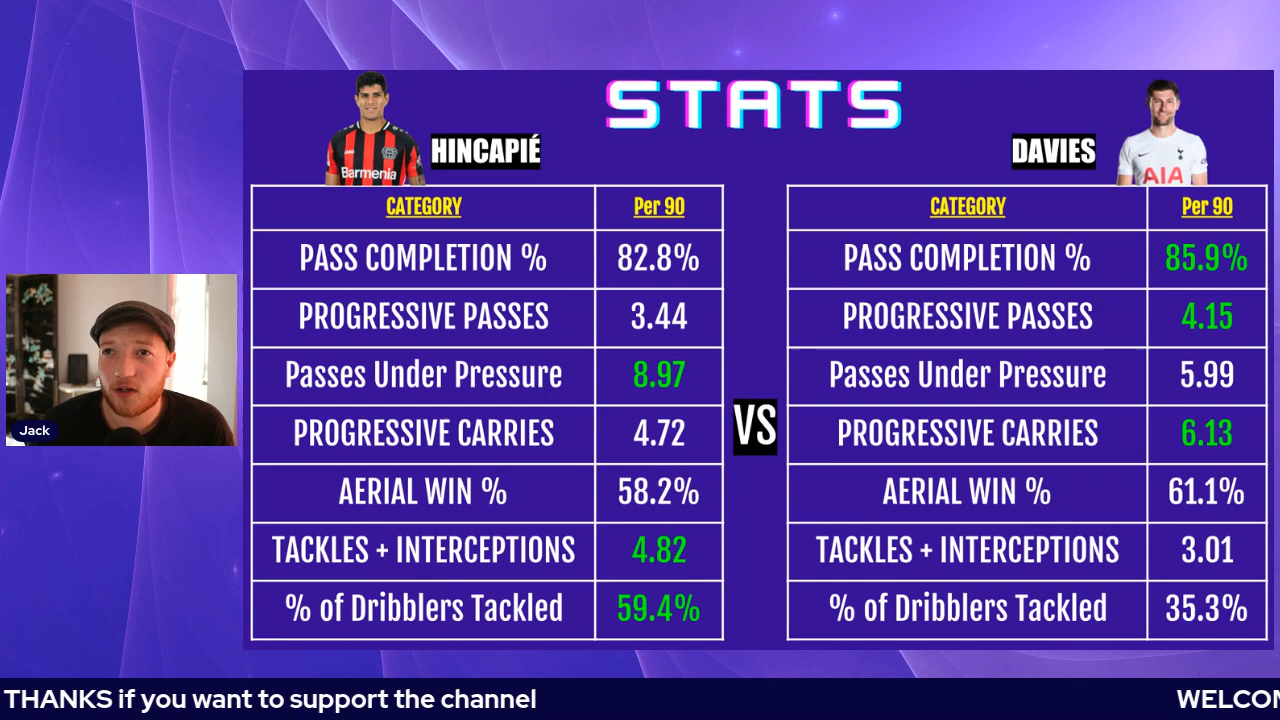 STATS
HINCAPIÉ
DAVIES
Barmenia
AIA
CATEGORY Per 90
PASS COMPLETION % 82.8%
PROGRESSIVE PASSES 3.44
Passes Under Pressure 8.97
PROGRESSIVE CARRIES 4.72
AERIAL WIN % 58.2%
TACKLES + INTERCEPTIONS 4.82
% of Dribblers Tackled 59.4%
VS
CATEGORY Per 90
PASS COMPLETION % 85.9%
PROGRESSIVE PASSES 4.15
Passes Under Pressure 5.99
PROGRESSIVE CARRIES 6.13
AERIAL WIN % 61.1%
TACKLES + INTERCEPTIONS 3.01
% of Dribblers Tackled 35.3%
Jack
THANKS if you want to support the channel WELCOM